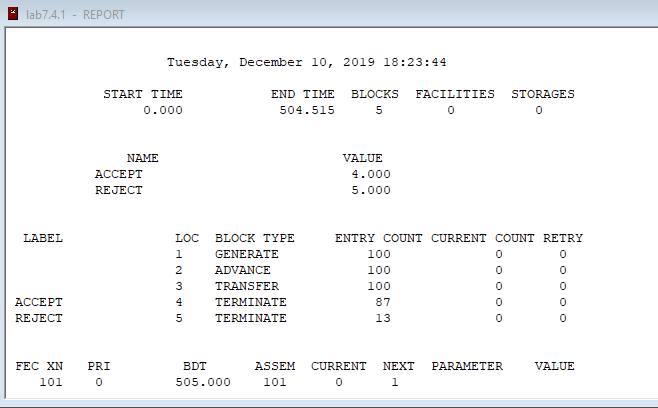 lab7.4.1 - REPORT
Tuesday, December 10, 2019 18:23:44
START TIME END TIME BLOCKS FACILITIES STORAGES
0.000 504.515 5 0 0
NAME VALUE
ACCEPT 4.000
REJECT 5.000
LABEL LOC BLOCK TYPE ENTRY COUNT CURRENT COUNT RETRY
1 GENERATE 100 0 0
2 ADVANCE 100 0 0
3 TRANSFER 100 0 0
ACCEPT 4 TERMINATE 87 0 0
REJECT 5 TERMINATE 13 0 0
FEC XN PRI BDT ASSEM CURRENT NEXT PARAMETER VALUE
101 0 505.000 101 0 1